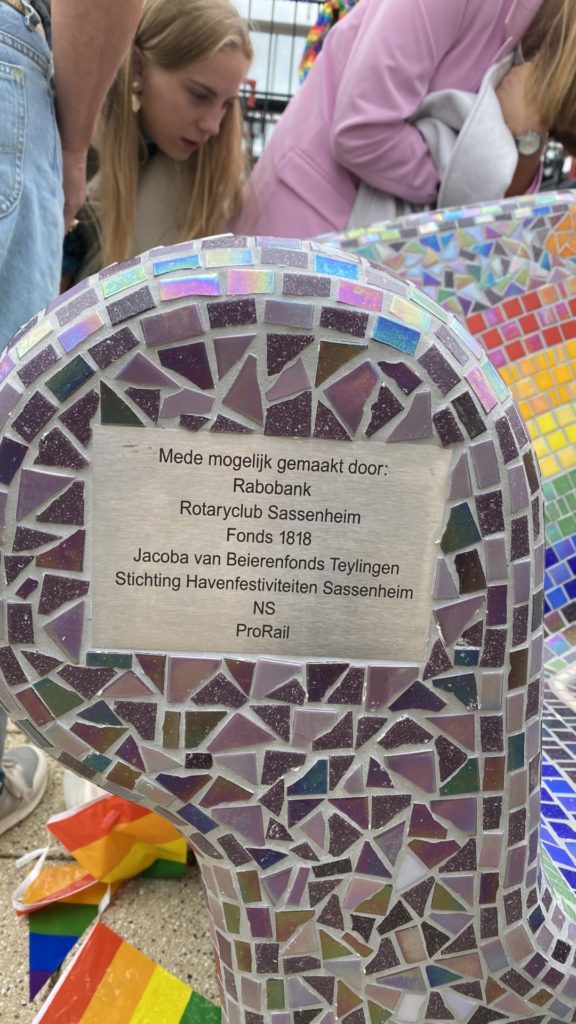 Mede mogelijk gemaakt door:
Rabobank
Rotaryclub Sassenheim
Fonds 1818
Jacoba van Beierenfonds Teylingen
Stichting Havenfestiviteiten Sassenheim
NS
ProRail